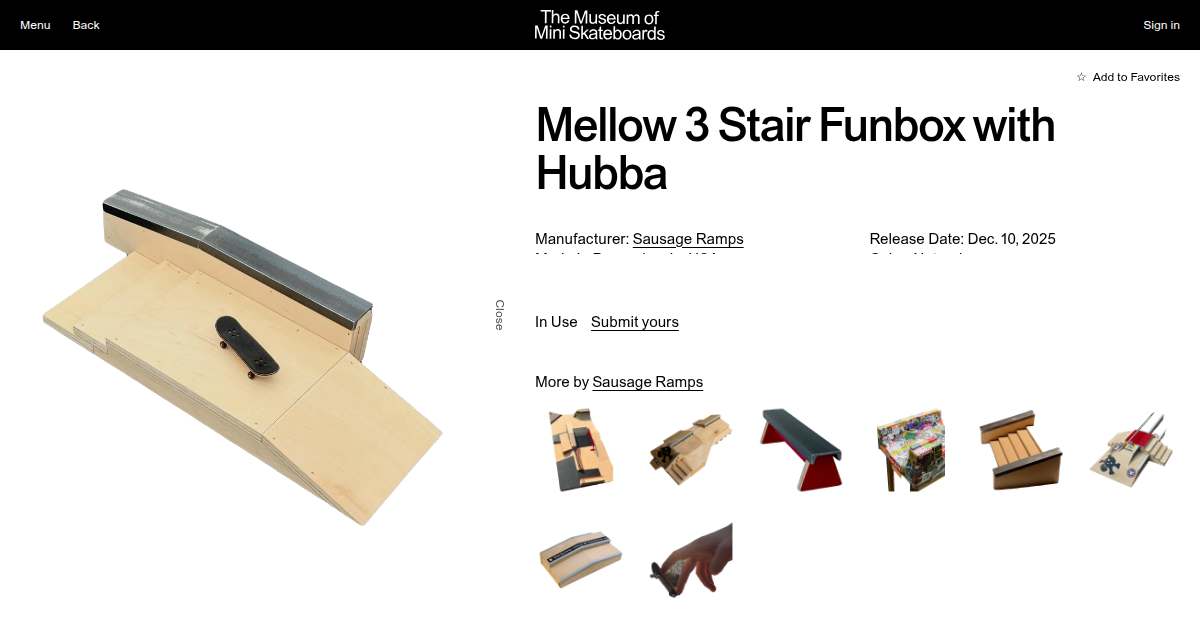 Menu
Back
The Museum of
Mini Skateboards
Sign in
☆ Add to Favorites
Mellow 3 Stair Funbox with
Hubba
Manufacturer: Sausage Ramps
Release Date: Dec. 10, 2025
Close
In Use Submit yours
More by Sausage Ramps